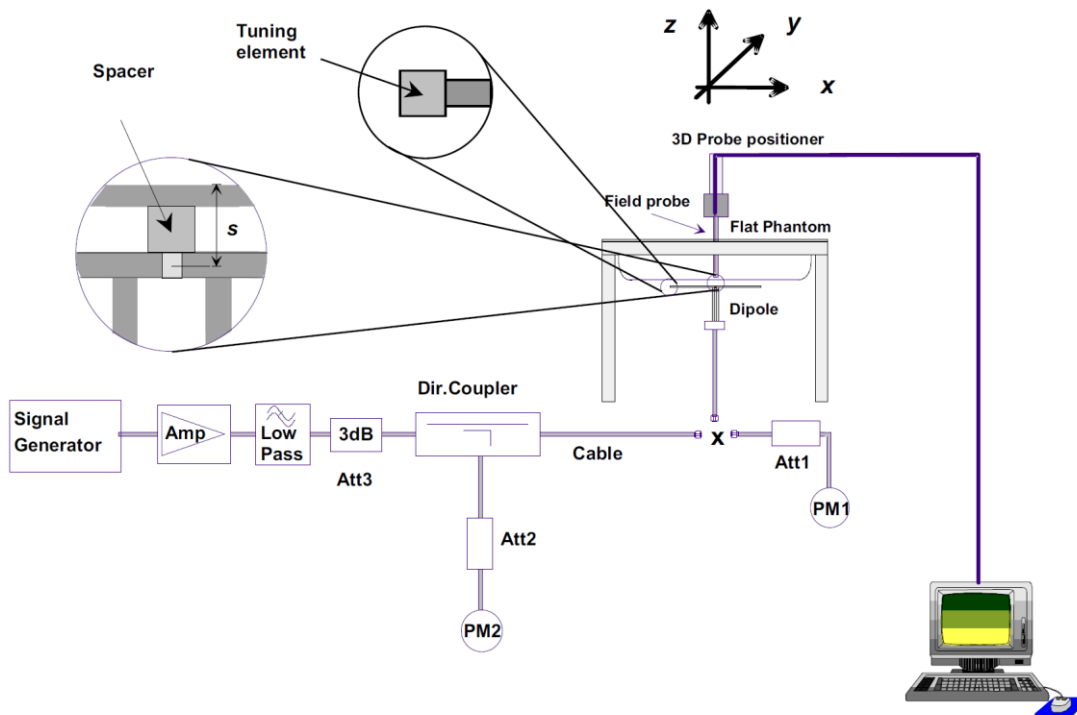 Tuning
element
z
y
x
Spacer
3D Probe positioner
Field probe
Flat Phantom
s
Dipole
Dir.Coupler
Signal
Generator
Amp
Low
Pass
3dB
Att3
Cable
x
Att1
PM1
Att2
PM2